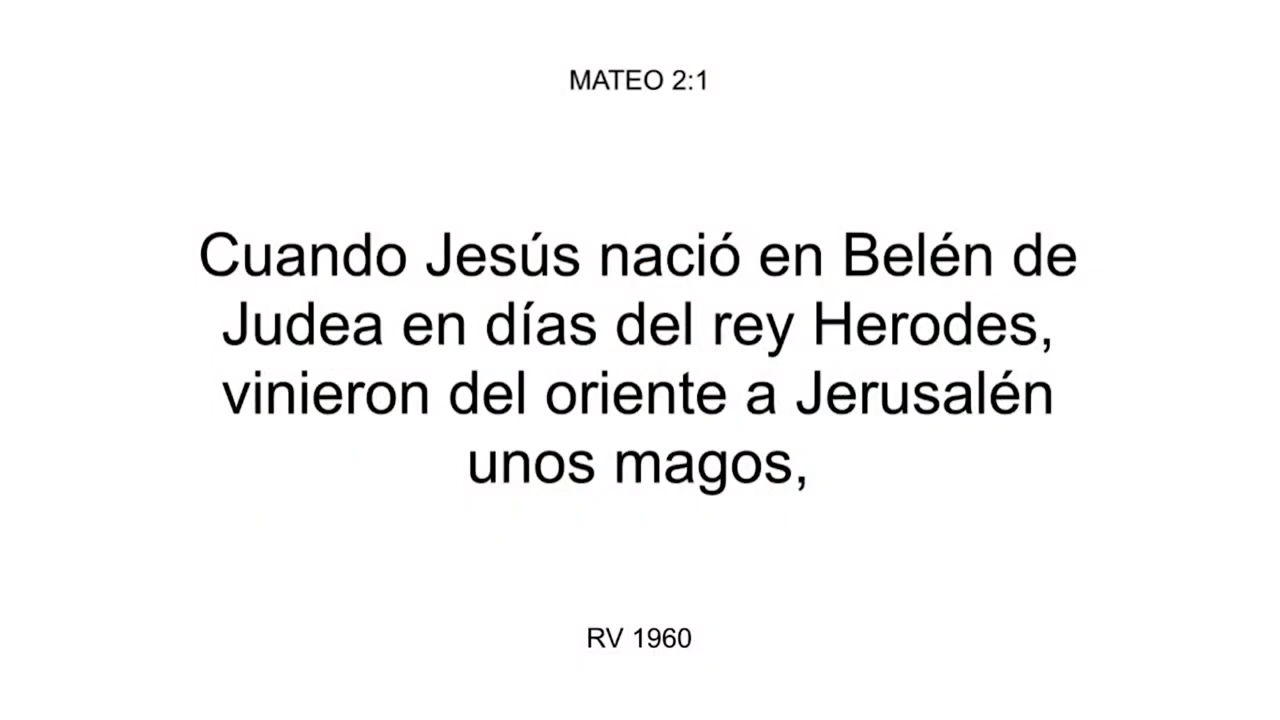 MATEO 2:1
Cuando Jesús nació en Belén de
Judea en días del rey Herodes,
vinieron del oriente a Jerusalén
unos magos,
RV 1960